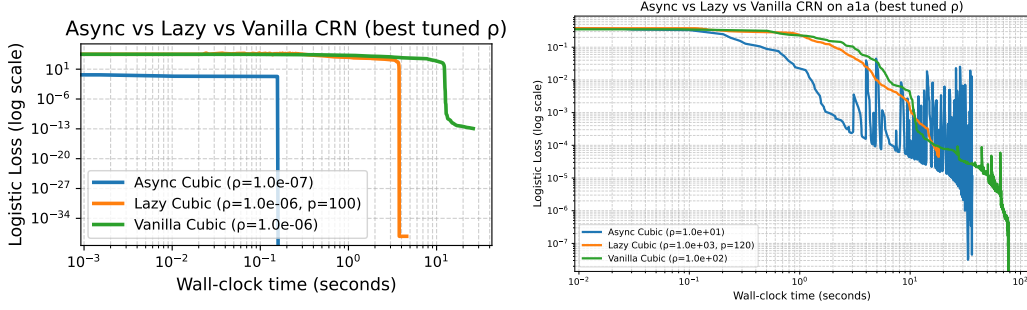 Async vs Lazy vs Vanilla CRN (best tuned ρ)
Logistic Loss (log scale)
10^1
10^-6
10^-13
10^-20
10^-27
10^-34
Async Cubic (ρ=1.0e-07)
Lazy Cubic (ρ=1.0e-06, p=100)
Vanilla Cubic (ρ=1.0e-06)
10^-3
10^-2
10^-1
10^0
10^1
Wall-clock time (seconds)
Async vs Lazy vs Vanilla CRN on a1a (best tuned ρ)
Logistic Loss (log scale)
10^-1
10^-2
10^-3
10^-4
10^-5
10^-6
10^-7
Async Cubic (ρ=1.0e+01)
Lazy Cubic (ρ=1.0e+03, p=120)
Vanilla Cubic (ρ=1.0e+02)
10^-2
10^-1
10^0
10^1
10^2
Wall-clock time (seconds)